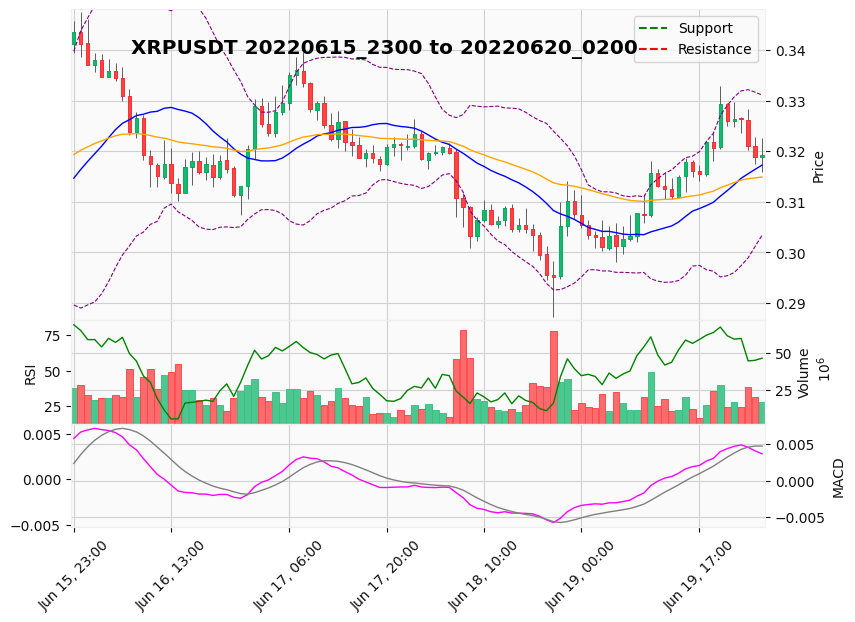 XRPUSDT 20220615_2300 to 20220620_0200
Support
Resistance
0.34
0.33
0.32
0.31
0.30
0.29
Price
75
50
25
RSI
50
25
Volume
10^6
0.005
0.000
−0.005
0.005
0.000
−0.005
MACD
Jun 15, 23:00
Jun 16, 13:00
Jun 17, 06:00
Jun 17, 20:00
Jun 18, 10:00
Jun 19, 00:00
Jun 19, 17:00